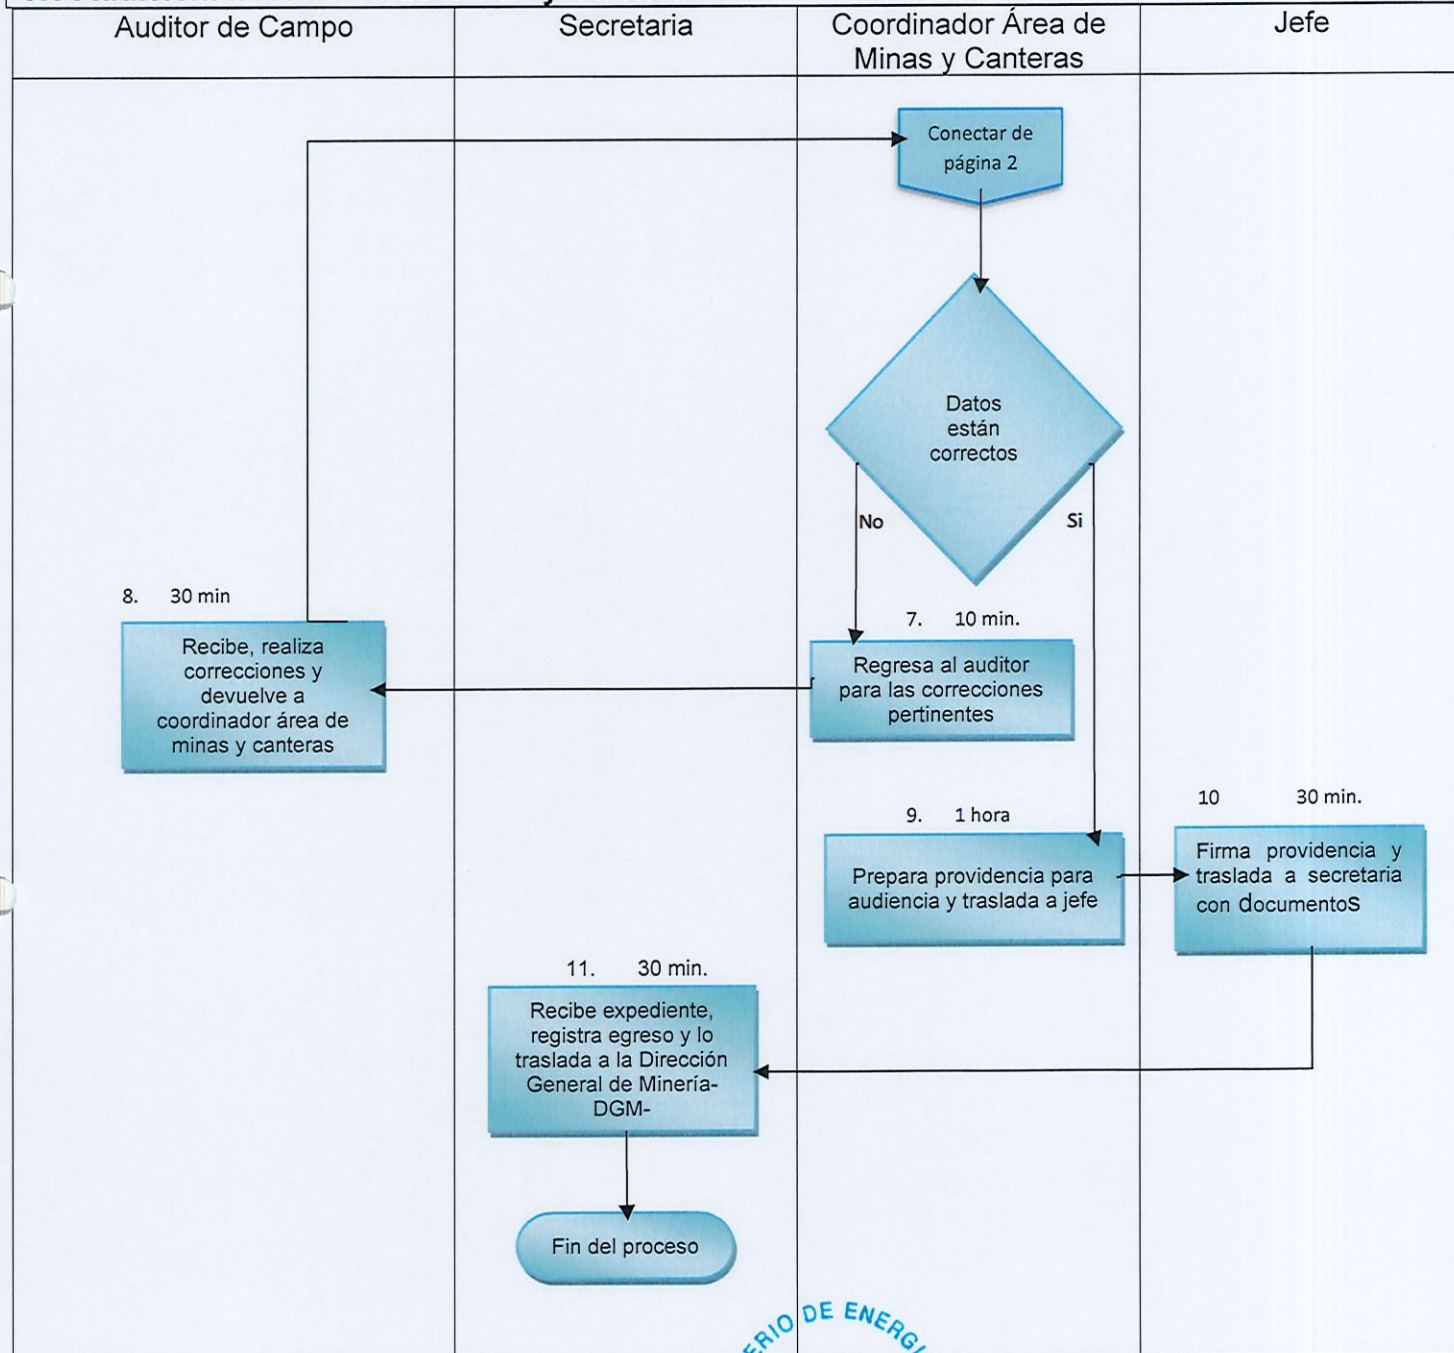 Auditor de Campo
Secretaria
Coordinador Área de
Minas y Canteras
Jefe
Conectar de
página 2
Datos
están
correctos
No
Si
8. 30 min
Recibe, realiza
correcciones y
devuelve a
coordinador área de
minas y canteras
7. 10 min.
Regresa al auditor
para las correcciones
pertinentes
9. 1 hora
Prepara providencia para
audiencia y traslada a jefe
10 30 min.
Firma providencia y
traslada a secretaria
con documentos
11. 30 min.
Recibe expediente,
registra egreso y lo
traslada a la Dirección
General de Minería-
DGM-
Fin del proceso
DE